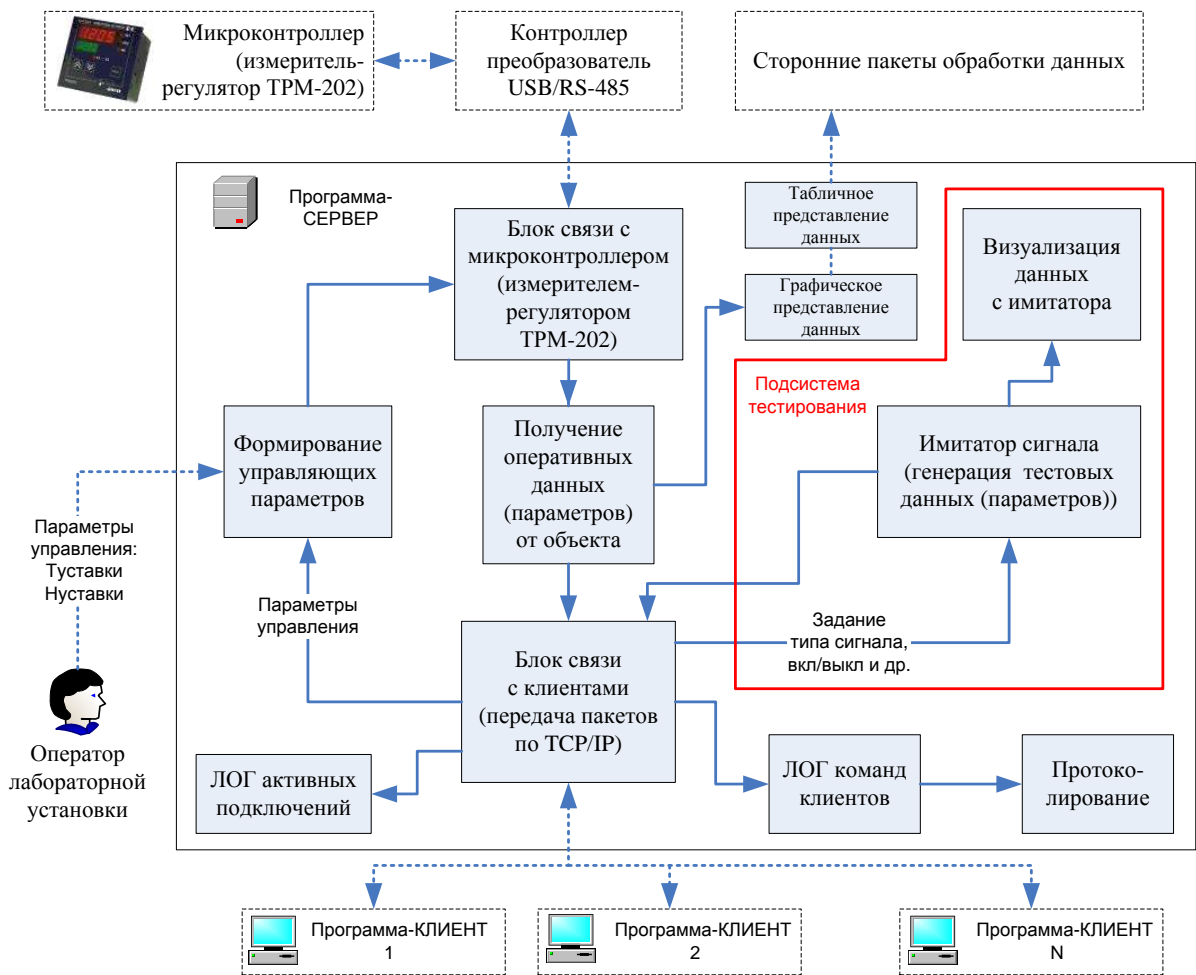 Микроконтроллер
(измеритель-
регулятор ТРМ-202)
Контроллер
преобразователь
USB/RS-485
Сторонние пакеты обработки данных
Программа-
СЕРВЕР
Блок связи с
микроконтроллером
(измерителем-
регулятором
ТРМ-202)
Табличное
представление
данных
Графическое
представление
данных
Визуализация
данных
с имитатора
Подсистема
тестирования
Формирование
управляющих
параметров
Получение
оперативных
данных
(параметров)
от объекта
Имитатор сигнала
(генерация тестовых
данных (параметров))
Параметры
управления:
Туставки
Нуставки
Параметры
управления
Задание
типа сигнала,
вкл/выкл и др.
Блок связи
с клиентами
(передача пакетов
по TCP/IP)
Оператор
лабораторной
установки
ЛОГ активных
подключений
ЛОГ команд
клиентов
Протоко-
лирование
Программа-КЛИЕНТ
1
Программа-КЛИЕНТ
2
Программа-КЛИЕНТ
N